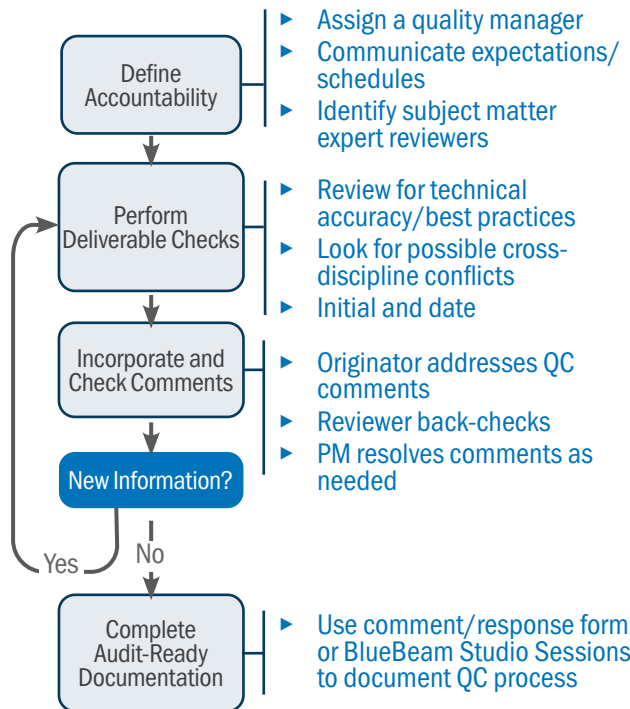 Define
Accountability
► Assign a quality manager
► Communicate expectations/
schedules
► Identify subject matter
expert reviewers
Perform
Deliverable Checks
► Review for technical
accuracy/best practices
► Look for possible cross-
discipline conflicts
► Initial and date
Incorporate and
Check Comments
► Originator addresses QC
comments
► Reviewer back-checks
► PM resolves comments as
needed
New Information?
Yes
No
Complete
Audit-Ready
Documentation
► Use comment/response form
or BlueBeam Studio Sessions
to document QC process